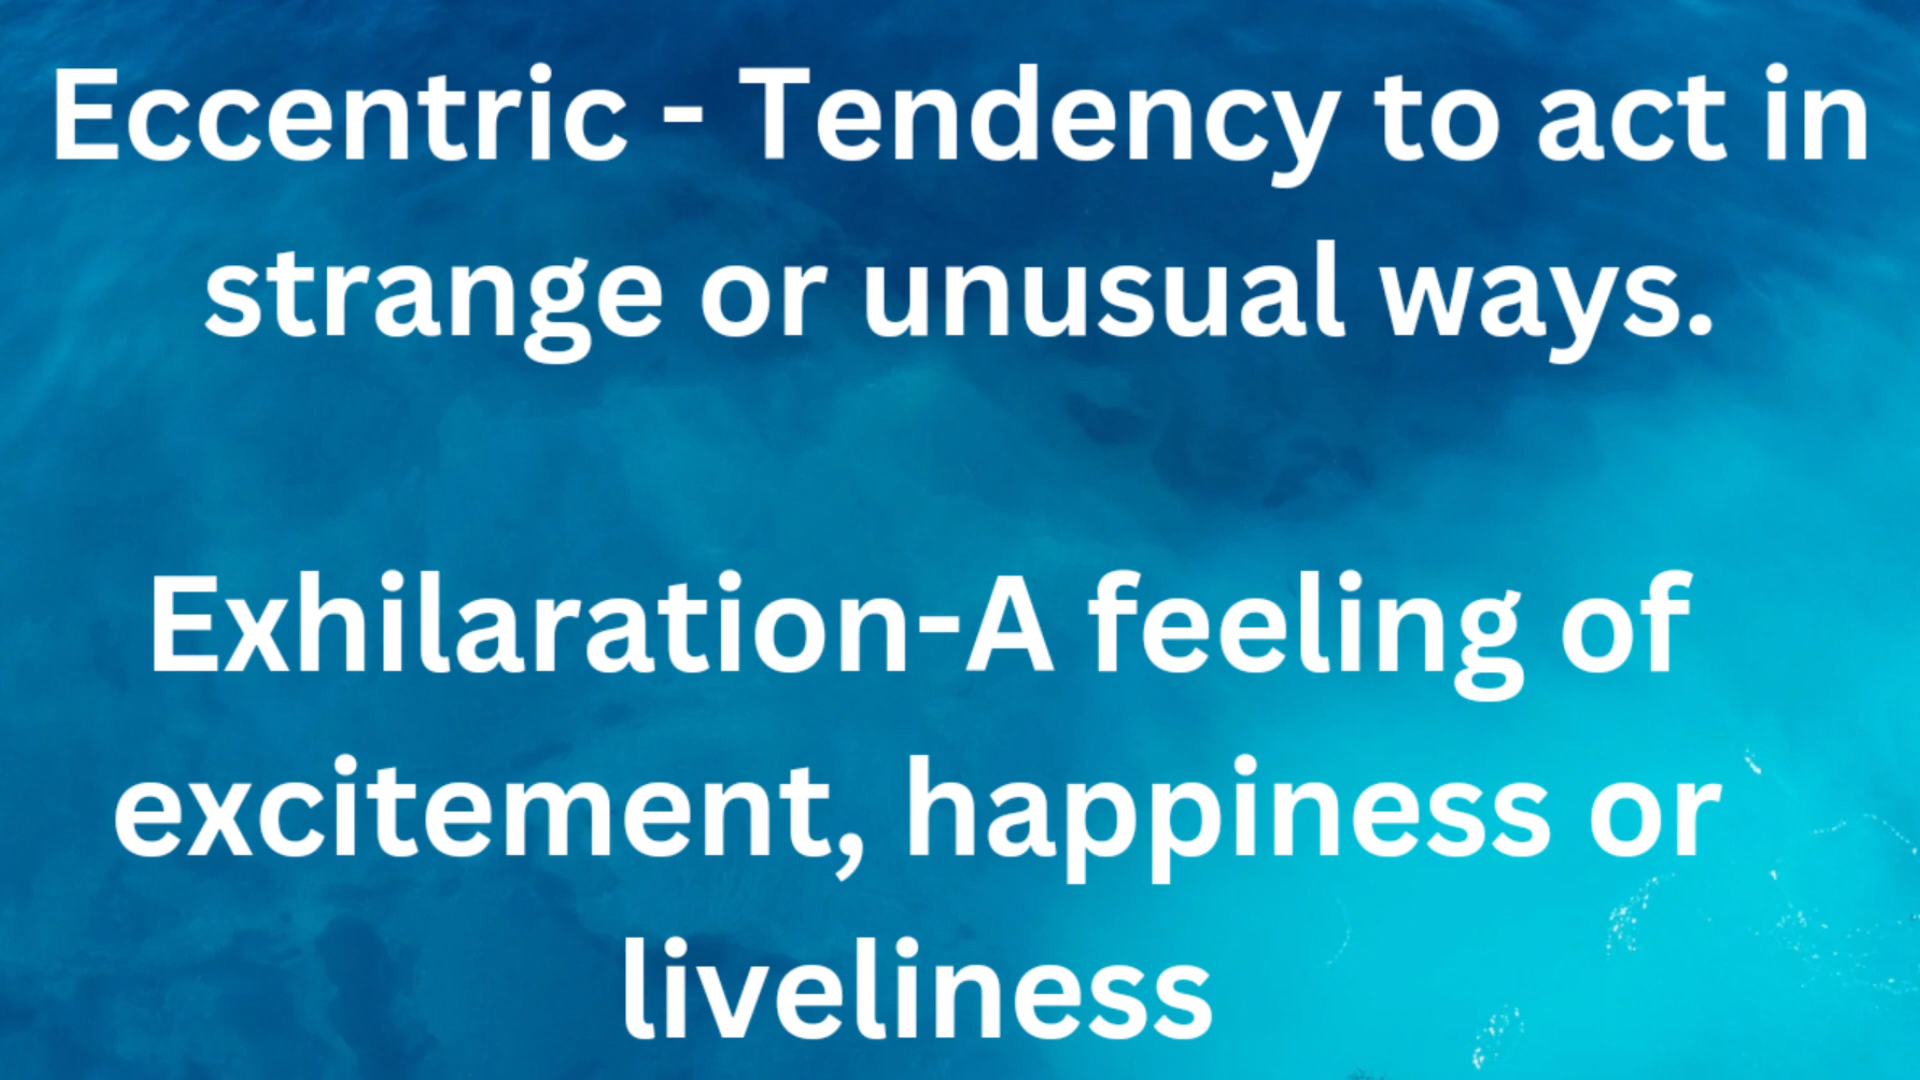 Eccentric - Tendency to act in
strange or unusual ways.
Exhilaration-A feeling of
excitement, happiness or
liveliness